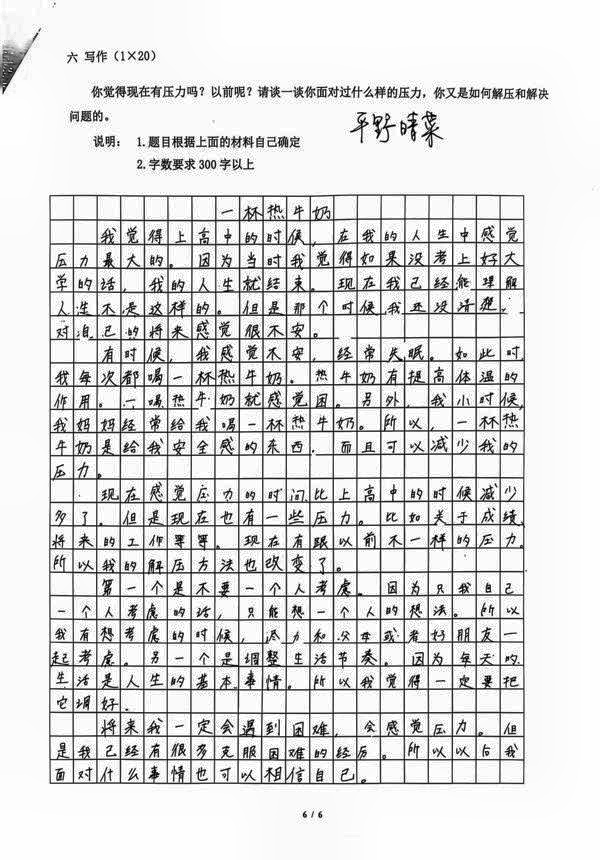 六 写作（1×20）
你觉得现在有压力吗？以前呢？请谈一谈你面对过什么样的压力，你又是如何解压和解决
问题的。
平野晴菜
说明： 1.题目根据上面的材料自己确定
2.字数要求 300 字以上
一杯热牛奶
我觉得上高中的时候，在我的人生中感觉
压力最大的。因为当时我觉得如果没考上好大
学的话，我的人生就结束。现在我已经能理解
人生不是这样的。但是那个时候我还没清楚，
对自己的将来感觉很不安。
有时候，我感觉不安，经常失眠。如此时，
我每次都喝一杯热牛奶。热牛奶有提高体温的
作用。一喝热牛奶就感觉困。另外，我小时候，
我妈妈经常给我喝一杯热牛奶。所以，一杯热
牛奶是给我安全感的东西，而且可以减少我的
压力。
现在感觉压力的时间比上高中的时候减少
多了。但是现在也有一些压力。比如关于成绩，
将来的工作等等。现在有跟以前不一样的压力，
所以我的解压方法也改变了。
第一个是不要一个人考虑。因为只我自己
一个人考虑的话，只能想一个人的想法。所以
我有想考虑的时候，尽力和父母或者好朋友一
起考虑。另一个是调整生活节奏。因为每天的
生活是人生的基本事情。所以我觉得一定要把
它调好。
将来我一定会遇到困难，会感觉压力。但
是我已经有很多克服困难的经历。所以以后我
面对什么事情也可以相信自己。
6 / 6